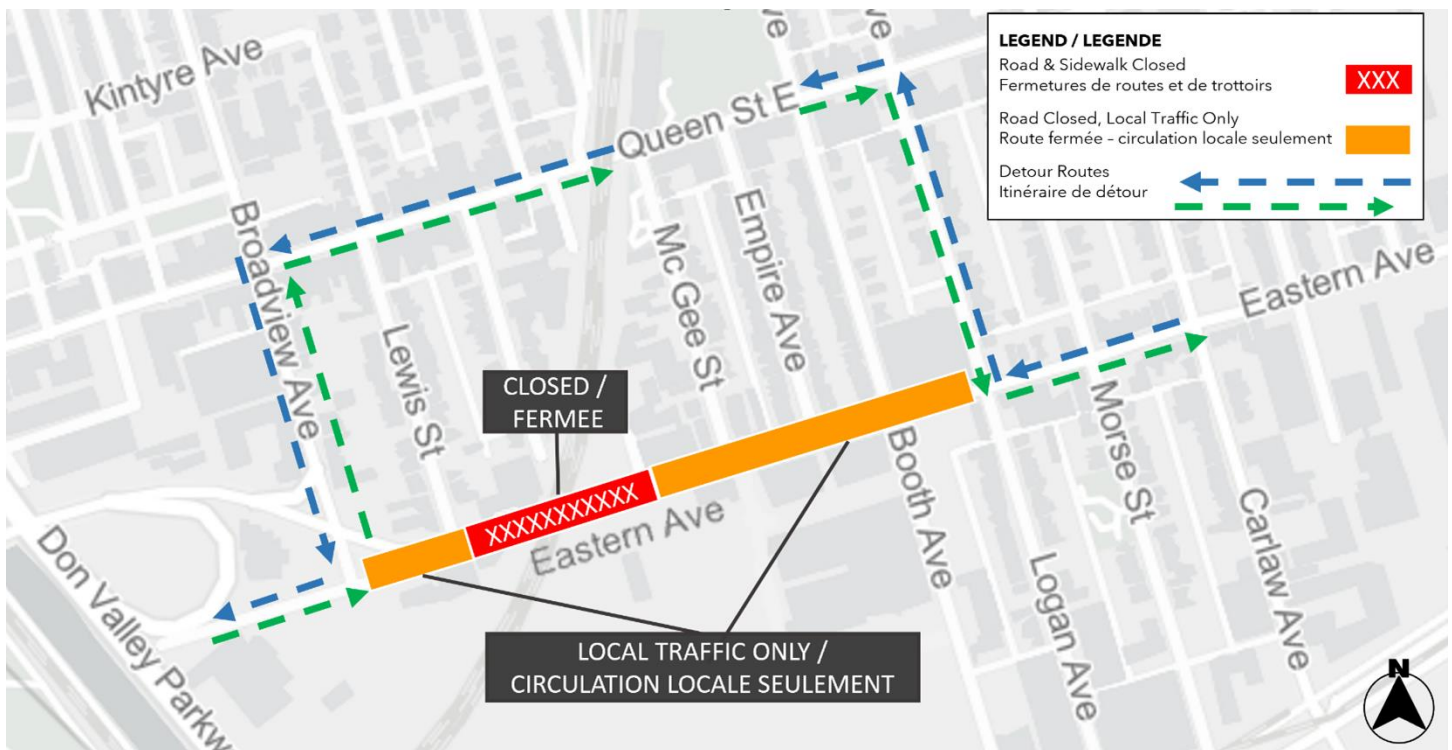 LEGEND / LEGENDE
Road & Sidewalk Closed
Fermetures de routes et de trottoirs
XXX
Road Closed, Local Traffic Only
Route fermée – circulation locale seulement
Detour Routes
Itinéraire de détour
Kintyre Ave
Queen St E
Broadview Ave
Lewis St
Mc Gee St
Empire Ave
Eastern Ave
CLOSED /
FERMEE
XXXXXXXXXXX
Eastern Ave
Booth Ave
Morse St
Logan Ave
Carlaw Ave
Don Valley Parkw
LOCAL TRAFFIC ONLY /
CIRCULATION LOCALE SEULEMENT
N